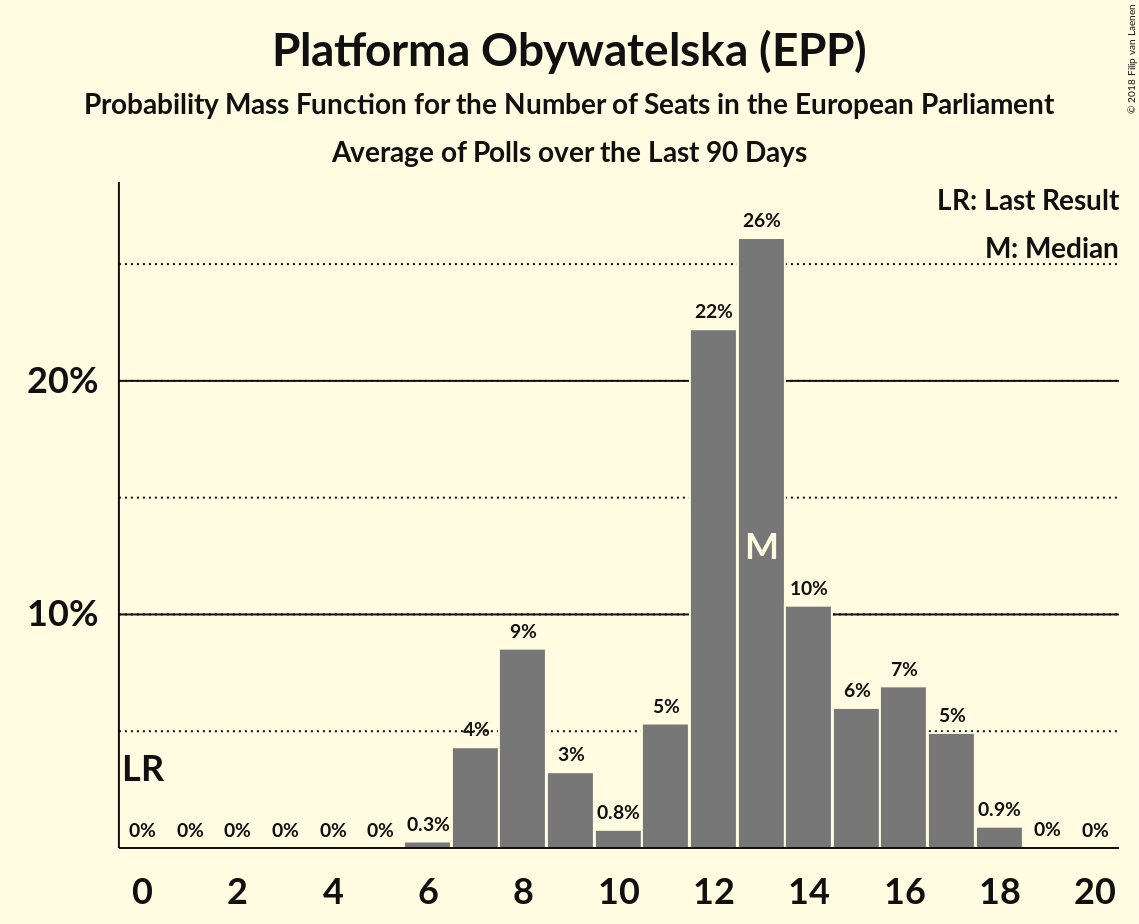 Platforma Obywatelska (EPP)
Probability Mass Function for the Number of Seats in the European Parliament
Average of Polls over the Last 90 Days
© 2018 Filip van Laenen
LR: Last Result
M: Median
26%
22%
20%
M
10%
10%
9%
7%
6%
5%
5%
4%
3%
LR
0% 0% 0% 0% 0% 0% 0.3% 0.8% 0.9% 0% 0%
0 2 4 6 8 10 12 14 16 18 20